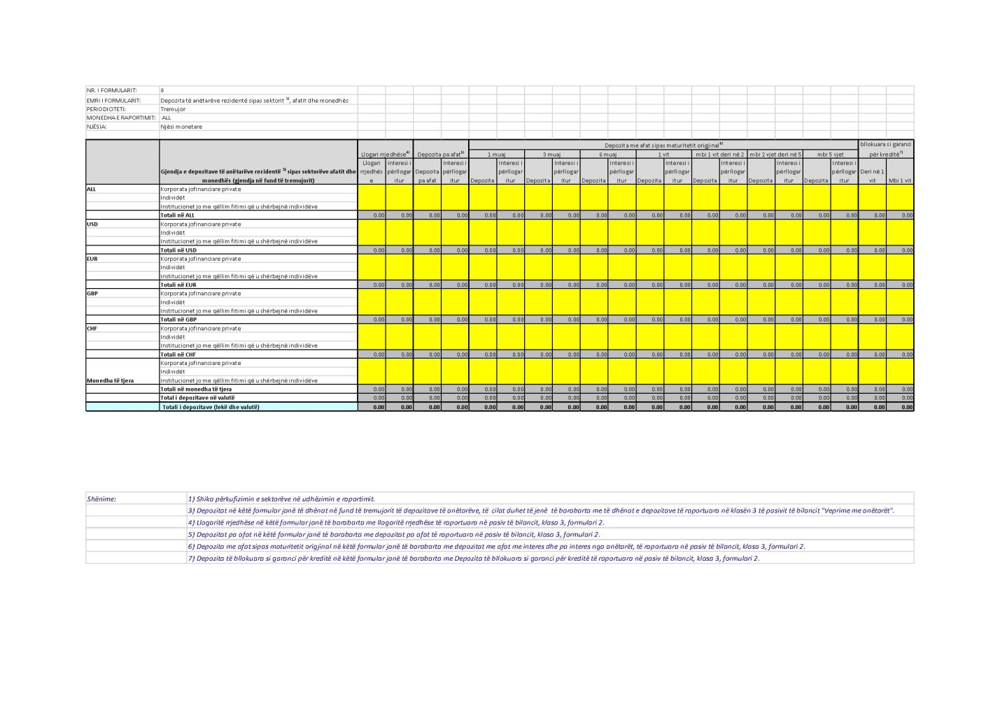 NR. I FORMULARIT: 8
EMRI I FORMULARIT: Depozita të anëtarëve rezidentë sipas sektorit 1), afatit dhe monedhës
PERIODICITETI: Tremujor
MONEDHA E RAPORTIMIT: ALL
NJËSIA: Njësi monetare
Gjendja e depozitave të anëtarëve rezidentë 3) sipas sektorëve afatit dhe monedhës (gjendja në fund të tremujorit)
Llogari rrjedhëse4) Depozita pa afat5) Depozita me afat sipas maturitetit origjinal6) bllokuara si garanci për kreditë7)
1 muaj 3 muaj 6 muaj 1 vit mbi 1 vit deri në 2 mbi 2 vjet deri në 5 mbi 5 vjet
Llogari rrjedhëse Interesi i përllogaritur Depozita pa afat Interesi i përllogaritur Depozita Interesi i përllogaritur Depozita Interesi i përllogaritur Depozita Interesi i përllogaritur Depozita Interesi i përllogaritur Depozita Interesi i përllogaritur Depozita Interesi i përllogaritur Depozita Interesi i përllogaritur Deri në 1 vit Mbi 1 vit
ALL Korporata jofinanciare private
Individët
Institucionet jo me qëllim fitimi që u shërbejnë individëve
Totali në ALL 0.00 0.00 0.00 0.00 0.00 0.00 0.00 0.00 0.00 0.00 0.00 0.00 0.00 0.00 0.00 0.00 0.00 0.00 0.00 0.00
USD Korporata jofinanciare private
Individët
Institucionet jo me qëllim fitimi që u shërbejnë individëve
Totali në USD 0.00 0.00 0.00 0.00 0.00 0.00 0.00 0.00 0.00 0.00 0.00 0.00 0.00 0.00 0.00 0.00 0.00 0.00 0.00 0.00
EUR Korporata jofinanciare private
Individët
Institucionet jo me qëllim fitimi që u shërbejnë individëve
Totali në EUR 0.00 0.00 0.00 0.00 0.00 0.00 0.00 0.00 0.00 0.00 0.00 0.00 0.00 0.00 0.00 0.00 0.00 0.00 0.00 0.00
GBP Korporata jofinanciare private
Individët
Institucionet jo me qëllim fitimi që u shërbejnë individëve
Totali në GBP 0.00 0.00 0.00 0.00 0.00 0.00 0.00 0.00 0.00 0.00 0.00 0.00 0.00 0.00 0.00 0.00 0.00 0.00 0.00 0.00
CHF Korporata jofinanciare private
Individët
Institucionet jo me qëllim fitimi që u shërbejnë individëve
Totali në CHF 0.00 0.00 0.00 0.00 0.00 0.00 0.00 0.00 0.00 0.00 0.00 0.00 0.00 0.00 0.00 0.00 0.00 0.00 0.00 0.00
Korporata jofinanciare private
Individët
Monedha të tjera Institucionet jo me qëllim fitimi që u shërbejnë individëve
Totali në monedha të tjera 0.00 0.00 0.00 0.00 0.00 0.00 0.00 0.00 0.00 0.00 0.00 0.00 0.00 0.00 0.00 0.00 0.00 0.00 0.00 0.00
Total i depozitave në valutë 0.00 0.00 0.00 0.00 0.00 0.00 0.00 0.00 0.00 0.00 0.00 0.00 0.00 0.00 0.00 0.00 0.00 0.00 0.00 0.00
Totali i depozitave (lekë dhe valutë) 0.00 0.00 0.00 0.00 0.00 0.00 0.00 0.00 0.00 0.00 0.00 0.00 0.00 0.00 0.00 0.00 0.00 0.00 0.00 0.00
Shënime: 1) Shiko përkufizimin e sektorëve në udhëzimin e raportimit.
3) Depozitat në këtë formular janë të dhënat në fund të tremujorit të depozitave të anëtarëve, të cilat duhet të jenë të barabarta me të dhënat e depozitave të raportuara në klasën 3 të pasivit të bilancit "Veprime me anëtarët".
4) Llogaritë rrjedhëse në këtë formular janë të barabarta me llogaritë rrjedhëse të raportuara në pasiv të bilancit, klasa 3, formulari 2.
5) Depozitat pa afat në këtë formular janë të barabarta me depozitat pa afat të raportuara në pasiv të bilancit, klasa 3, formulari 2.
6) Depozita me afat sipas maturitetit origjinal në këtë formular janë të barabarta me depozitat me afat me interes dhe pa interes nga anëtarët, të raportuara në pasiv të bilancit, klasa 3, formulari 2.
7) Depozita të bllokuara si garanci për kreditë në këtë formular janë të barabarta me Depozita të bllokuara si garanci për kreditë të raportuara në pasiv të bilancit, klasa 3, formulari 2.